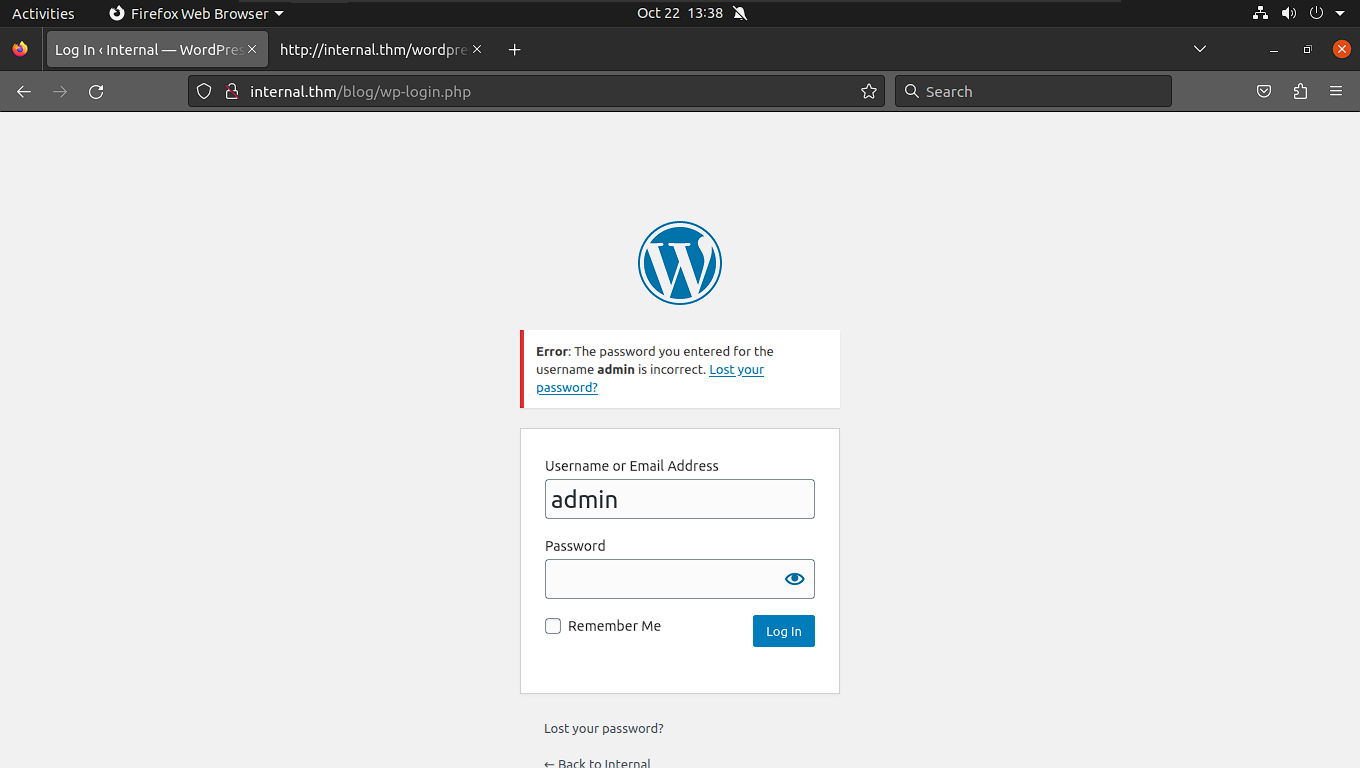 Activities Firefox Web Browser Oct 22 13:38
Log In ‹ Internal — WordPres http://internal.thm/wordpre
internal.thm/blog/wp-login.php Search
Error: The password you entered for the
username admin is incorrect. Lost your
password?
Username or Email Address
admin
Password
Remember Me Log In
Lost your password?
← Back to Internal